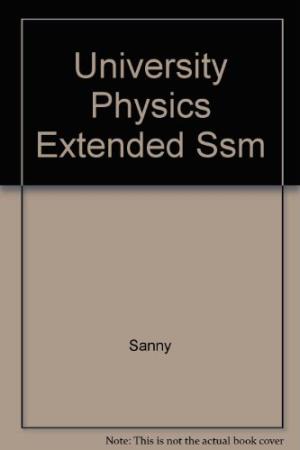 University
Physics
Extended Ssm
Sanny
Note: This is not the actual book cover